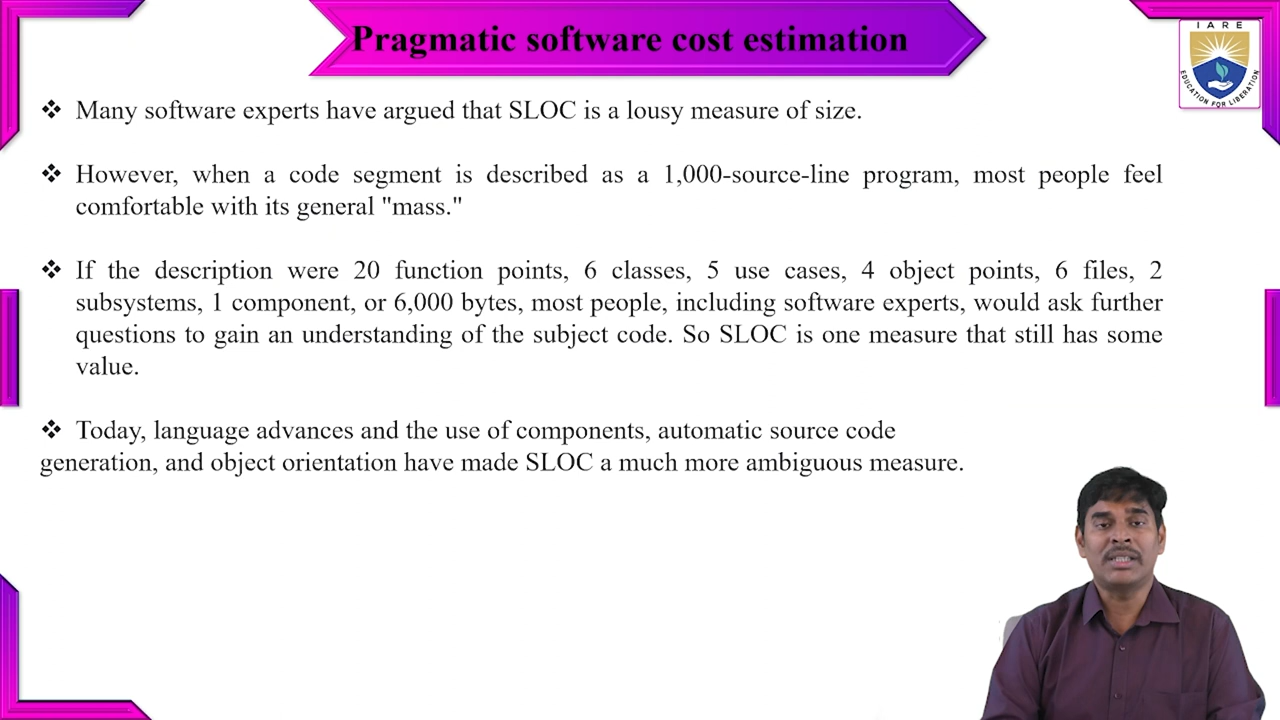 Pragmatic software cost estimation
IARE
EDUCATION FOR LIBERATION
❖ Many software experts have argued that SLOC is a lousy measure of size.
❖ However, when a code segment is described as a 1,000-source-line program, most people feel
comfortable with its general "mass."
❖ If the description were 20 function points, 6 classes, 5 use cases, 4 object points, 6 files, 2
subsystems, 1 component, or 6,000 bytes, most people, including software experts, would ask further
questions to gain an understanding of the subject code. So SLOC is one measure that still has some
value.
❖ Today, language advances and the use of components, automatic source code
generation, and object orientation have made SLOC a much more ambiguous measure.